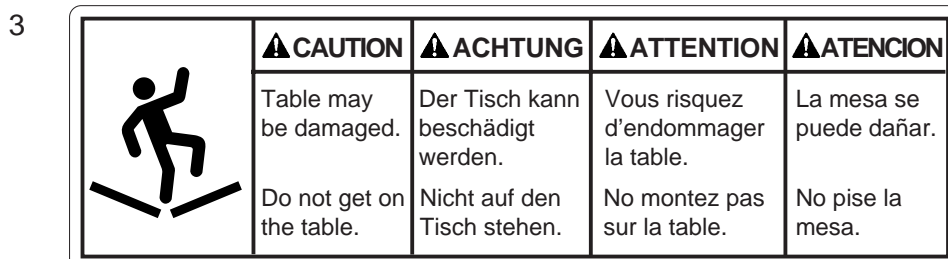 3
CAUTION
Table may
be damaged.
Do not get on
the table.
ACHTUNG
Der Tisch kann
beschädigt
werden.
Nicht auf den
Tisch stehen.
ATTENTION
Vous risquez
d'endommager
la table.
No montez pas
sur la table.
ATENCION
La mesa se
puede dañar.
No pise la
mesa.